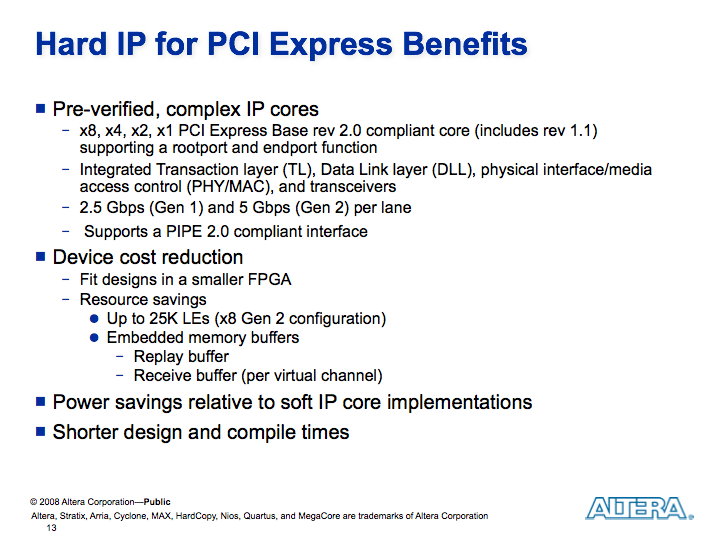 Hard IP for PCI Express Benefits
■ Pre-verified, complex IP cores
− x8, x4, x2, x1 PCI Express Base rev 2.0 compliant core (includes rev 1.1)
supporting a rootport and endport function
− Integrated Transaction layer (TL), Data Link layer (DLL), physical interface/media
access control (PHY/MAC), and transceivers
− 2.5 Gbps (Gen 1) and 5 Gbps (Gen 2) per lane
− Supports a PIPE 2.0 compliant interface
■ Device cost reduction
− Fit designs in a smaller FPGA
− Resource savings
● Up to 25K LEs (x8 Gen 2 configuration)
● Embedded memory buffers
− Replay buffer
− Receive buffer (per virtual channel)
■ Power savings relative to soft IP core implementations
■ Shorter design and compile times
© 2008 Altera Corporation—Public
Altera, Stratix, Arria, Cyclone, MAX, HardCopy, Nios, Quartus, and MegaCore are trademarks of Altera Corporation
13
ALTERA®